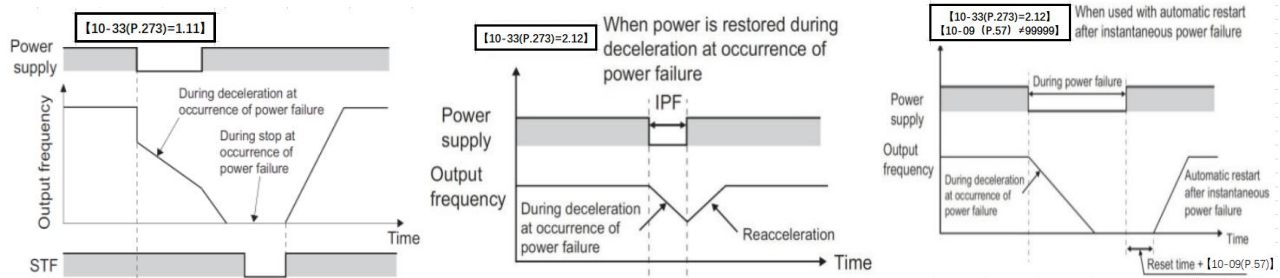 【10-33(P.273)=1.11】
Power
supply
During deceleration at
occurrence of power failure
During stop at
occurrence of
power failure
Output frequency
Time
STF
【10-33(P.273)=2.12】
When power is restored during
deceleration at occurrence of
power failure
IPF
Power
supply
Output
frequency
During deceleration
at occurrence of
power failure
Reacceleration
Time
【10-33(P.273)=2.12】
【10-09（P.57）≠99999】
When used with automatic restart
after instantaneous power failure
During power failure
Power
supply
Output
frequency
During deceleration
at occurrence of
power failure
Automatic restart
after instantaneous
power failure
Time
Reset time +【10-09(P.57)】